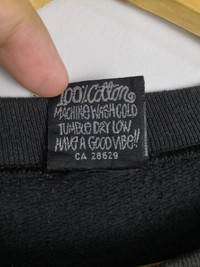 100% Cotton
MACHINE WASH COLD
TUMBLE DRY LOW
HAVE A GOOD VIBE!!
CA 28629